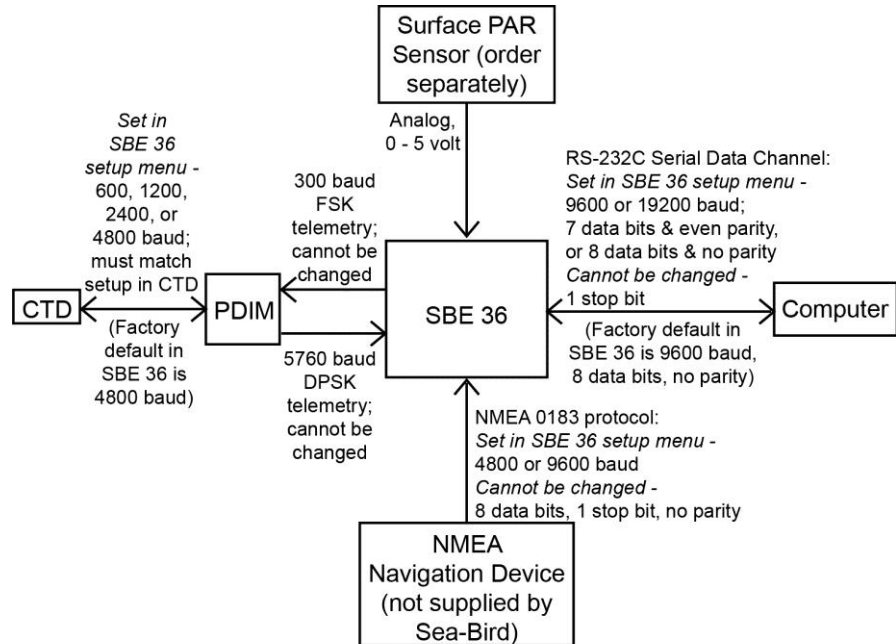 Surface PAR
Sensor (order
separately)
Analog,
0 - 5 volt
Set in
SBE 36
setup menu -
600, 1200,
2400, or
4800 baud;
must match
setup in CTD
300 baud
FSK
telemetry;
cannot be
changed
RS-232C Serial Data Channel:
Set in SBE 36 setup menu -
9600 or 19200 baud;
7 data bits & even parity,
or 8 data bits & no parity
Cannot be changed -
1 stop bit
CTD
PDIM
SBE 36
Computer
(Factory
default in
SBE 36 is
4800 baud)
5760 baud
DPSK
telemetry;
cannot be
changed
(Factory default in
SBE 36 is 9600 baud,
8 data bits, no parity)
NMEA 0183 protocol:
Set in SBE 36 setup menu -
4800 or 9600 baud
Cannot be changed -
8 data bits, 1 stop bit, no parity
NMEA
Navigation Device
(not supplied by
Sea-Bird)